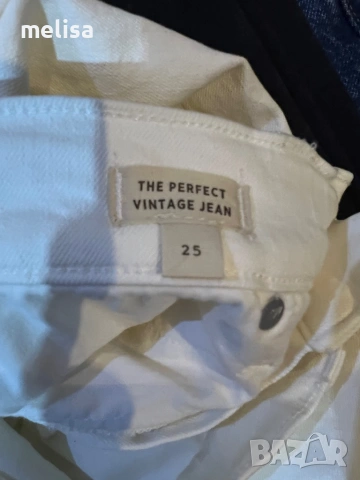 melisa
THE PERFECT
VINTAGE JEAN
25
BAZAR